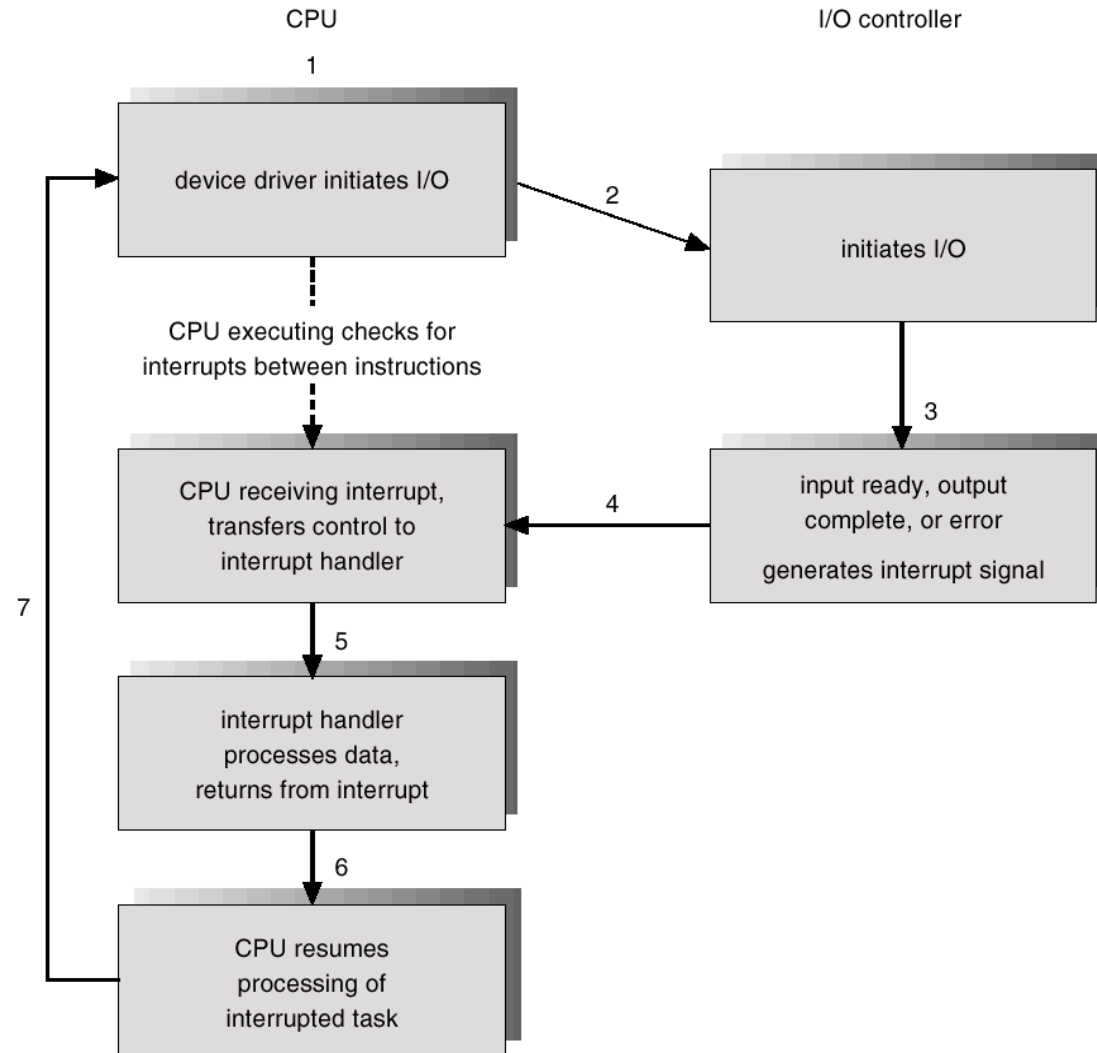 CPU
I/O controller
1
device driver initiates I/O
2
initiates I/O
CPU executing checks for
interrupts between instructions
3
CPU receiving interrupt,
transfers control to
interrupt handler
4
input ready, output
complete, or error
generates interrupt signal
7
5
interrupt handler
processes data,
returns from interrupt
6
CPU resumes
processing of
interrupted task